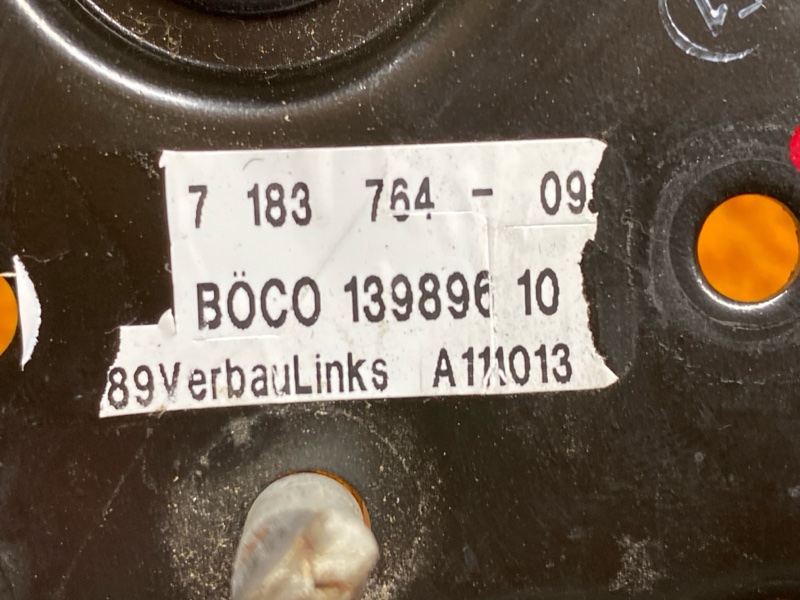 7 183 764 - 09
BÖCO 139896 10
89VerbauLinks A111013